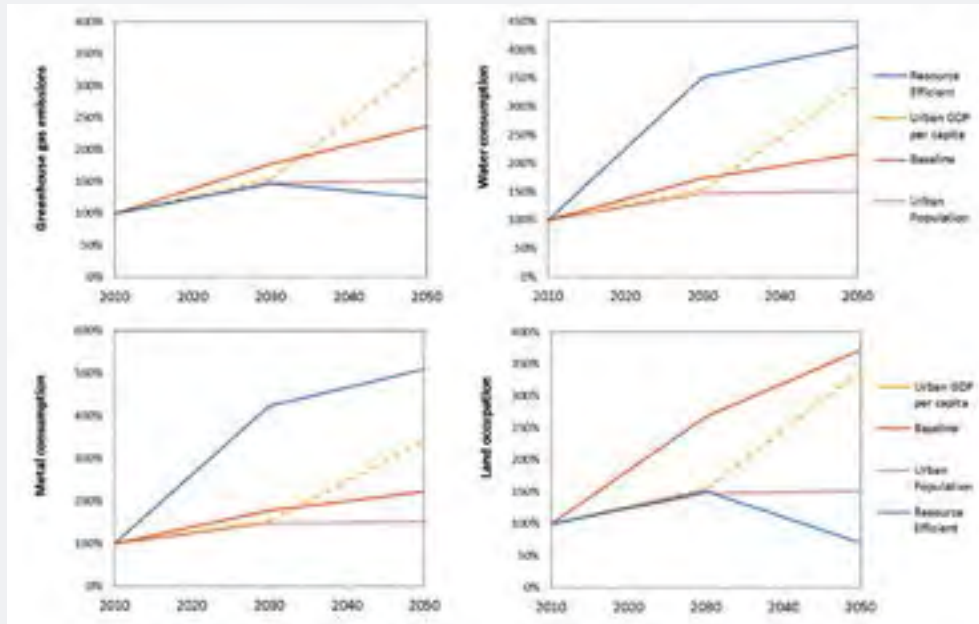 Greenhouse gas emissions
400%
350%
300%
250%
200%
150%
100%
50%
0%
2010 2020 2030 2040 2050
Water consumption
450%
400%
350%
300%
250%
200%
150%
100%
50%
0%
2010 2020 2030 2040 2050
Resource
Efficient
Urban GDP
per capita
Baseline
Urban
Population
Metal consumption
600%
500%
400%
300%
200%
100%
0%
2010 2020 2030 2040 2050
Land occupation
400%
350%
300%
250%
200%
150%
100%
50%
0%
2010 2020 2030 2040 2050
Urban GDP
per capita
Baseline
Urban
Population
Resource
Efficient